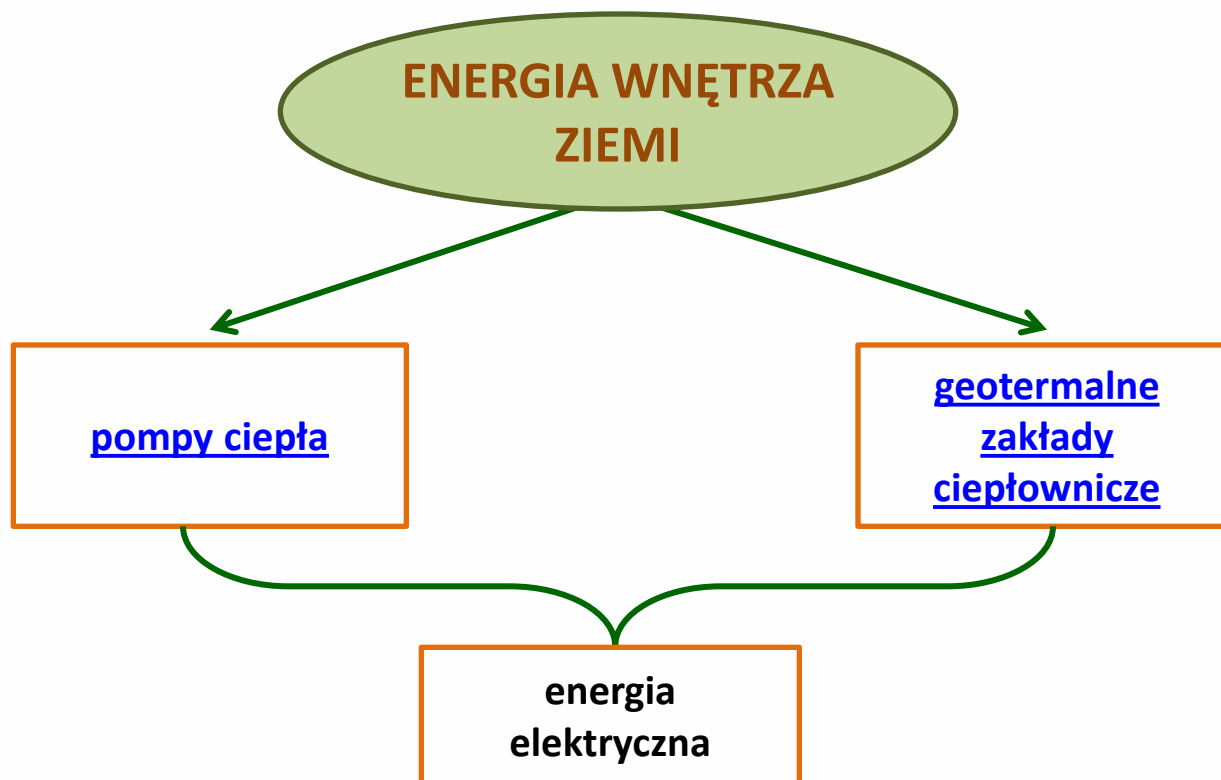 ENERGIA WNĘTRZA
ZIEMI
pompy ciepła
geotermalne
zakłady
ciepłownicze
energia
elektryczna